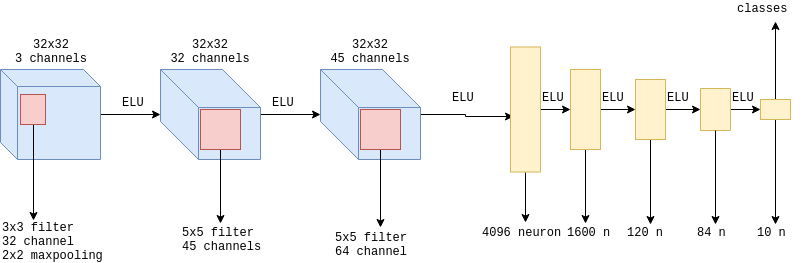 classes
32x32
3 channels
32x32
32 channels
32x32
45 channels
ELU
ELU
ELU
ELU
ELU
ELU
ELU
3x3 filter
32 channel
2x2 maxpooling
5x5 filter
45 channels
5x5 filter
64 channel
4096 neuron
1600 n
120 n
84 n
10 n